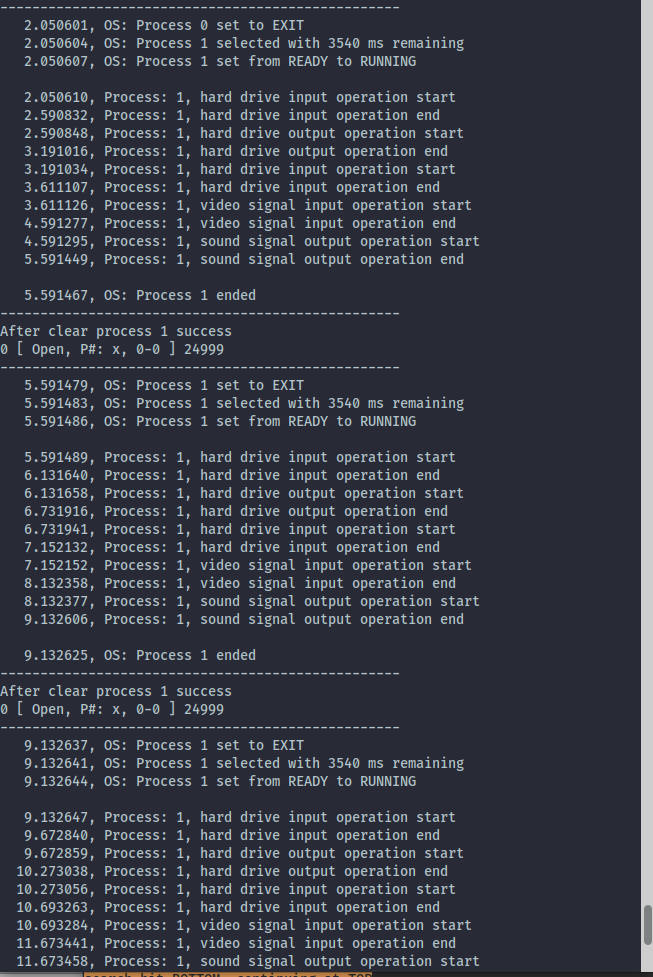 --------------------------------------------------
2.050601, OS: Process 0 set to EXIT
2.050604, OS: Process 1 selected with 3540 ms remaining
2.050607, OS: Process 1 set from READY to RUNNING
2.050610, Process: 1, hard drive input operation start
2.590832, Process: 1, hard drive input operation end
2.590848, Process: 1, hard drive output operation start
3.191016, Process: 1, hard drive output operation end
3.191034, Process: 1, hard drive input operation start
3.611107, Process: 1, hard drive input operation end
3.611126, Process: 1, video signal input operation start
4.591277, Process: 1, video signal input operation end
4.591295, Process: 1, sound signal output operation start
5.591449, Process: 1, sound signal output operation end
5.591467, OS: Process 1 ended
--------------------------------------------------
After clear process 1 success
0 [ Open, P#: x, 0-0 ] 24999
--------------------------------------------------
5.591479, OS: Process 1 set to EXIT
5.591483, OS: Process 1 selected with 3540 ms remaining
5.591486, OS: Process 1 set from READY to RUNNING
5.591489, Process: 1, hard drive input operation start
6.131640, Process: 1, hard drive input operation end
6.131658, Process: 1, hard drive output operation start
6.731916, Process: 1, hard drive output operation end
6.731941, Process: 1, hard drive input operation start
7.152132, Process: 1, hard drive input operation end
7.152152, Process: 1, video signal input operation start
8.132358, Process: 1, video signal input operation end
8.132377, Process: 1, sound signal output operation start
9.132606, Process: 1, sound signal output operation end
9.132625, OS: Process 1 ended
--------------------------------------------------
After clear process 1 success
0 [ Open, P#: x, 0-0 ] 24999
--------------------------------------------------
9.132637, OS: Process 1 set to EXIT
9.132641, OS: Process 1 selected with 3540 ms remaining
9.132644, OS: Process 1 set from READY to RUNNING
9.132647, Process: 1, hard drive input operation start
9.672840, Process: 1, hard drive input operation end
9.672859, Process: 1, hard drive output operation start
10.273038, Process: 1, hard drive output operation end
10.273056, Process: 1, hard drive input operation start
10.693263, Process: 1, hard drive input operation end
10.693284, Process: 1, video signal input operation start
11.673441, Process: 1, video signal input operation end
11.673458, Process: 1, sound signal output operation start
search hit BOTTOM, continuing at TOP